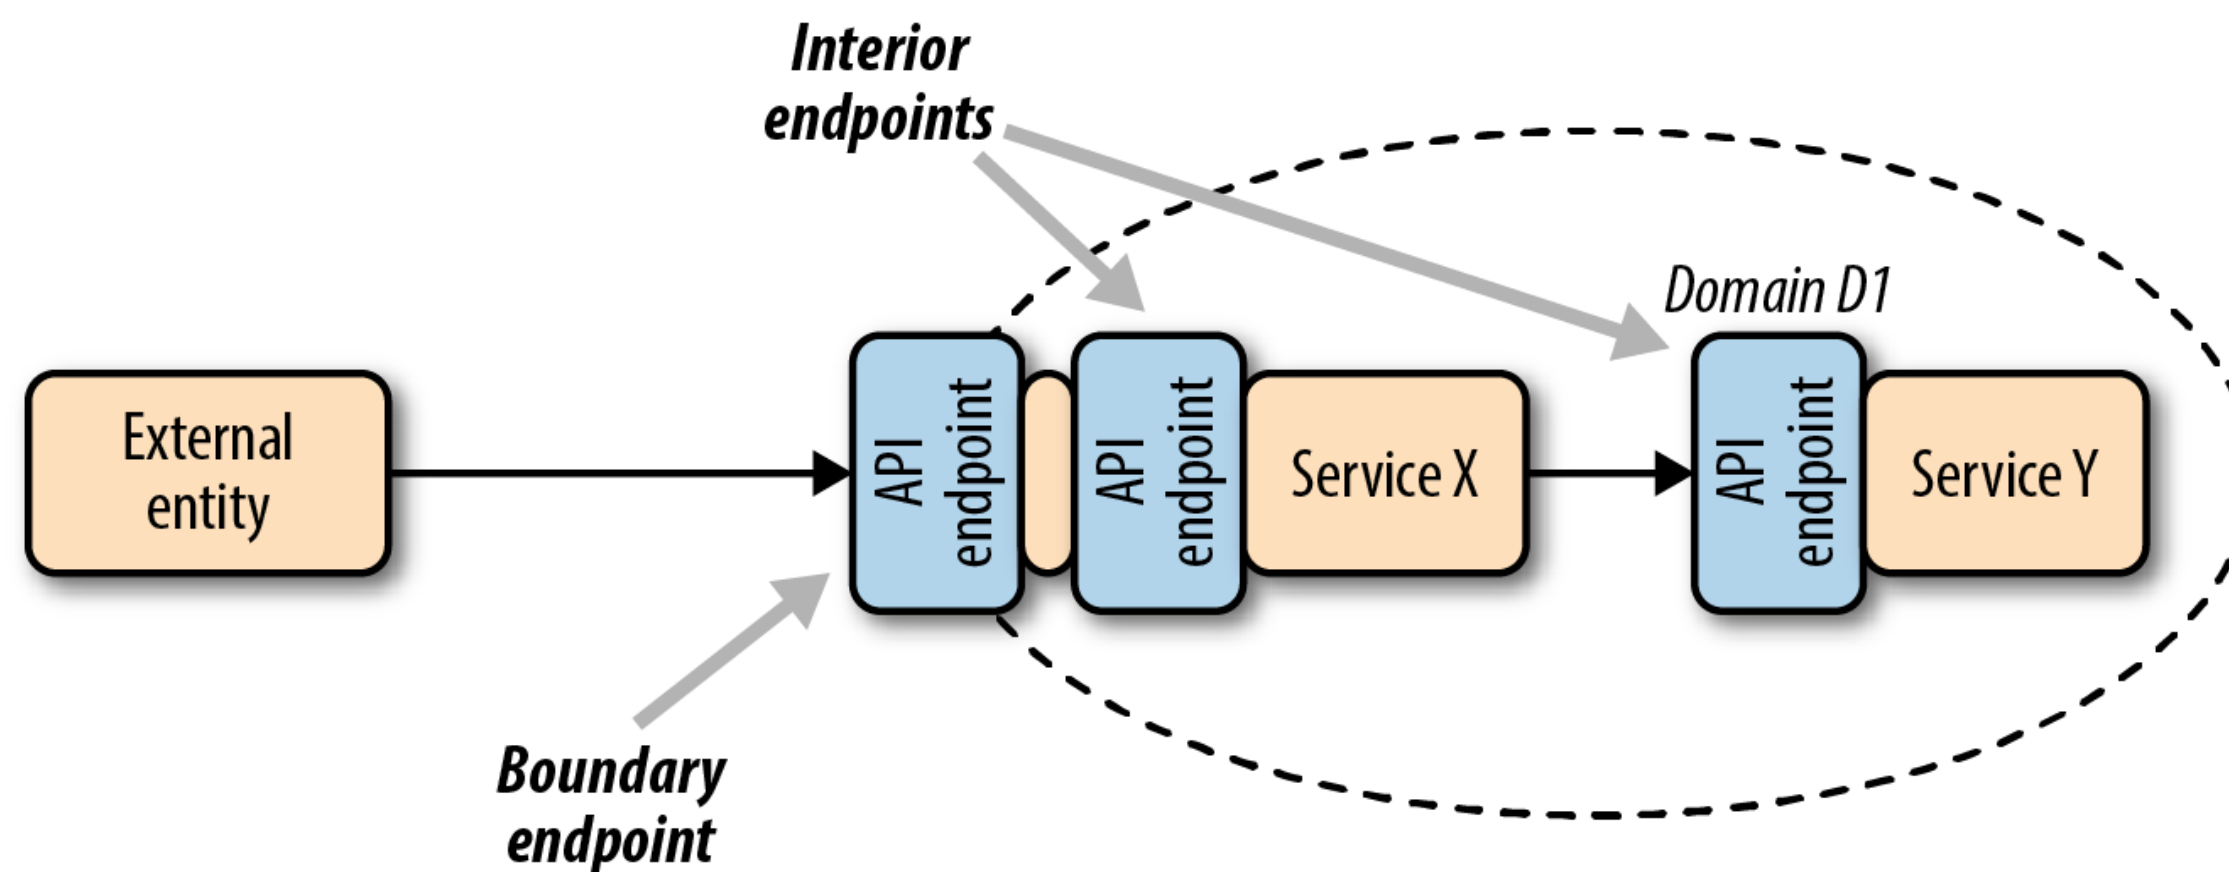 Interior
endpoints
Domain D1
External
entity
API
endpoint
API
endpoint
Service X
API
endpoint
Service Y
Boundary
endpoint